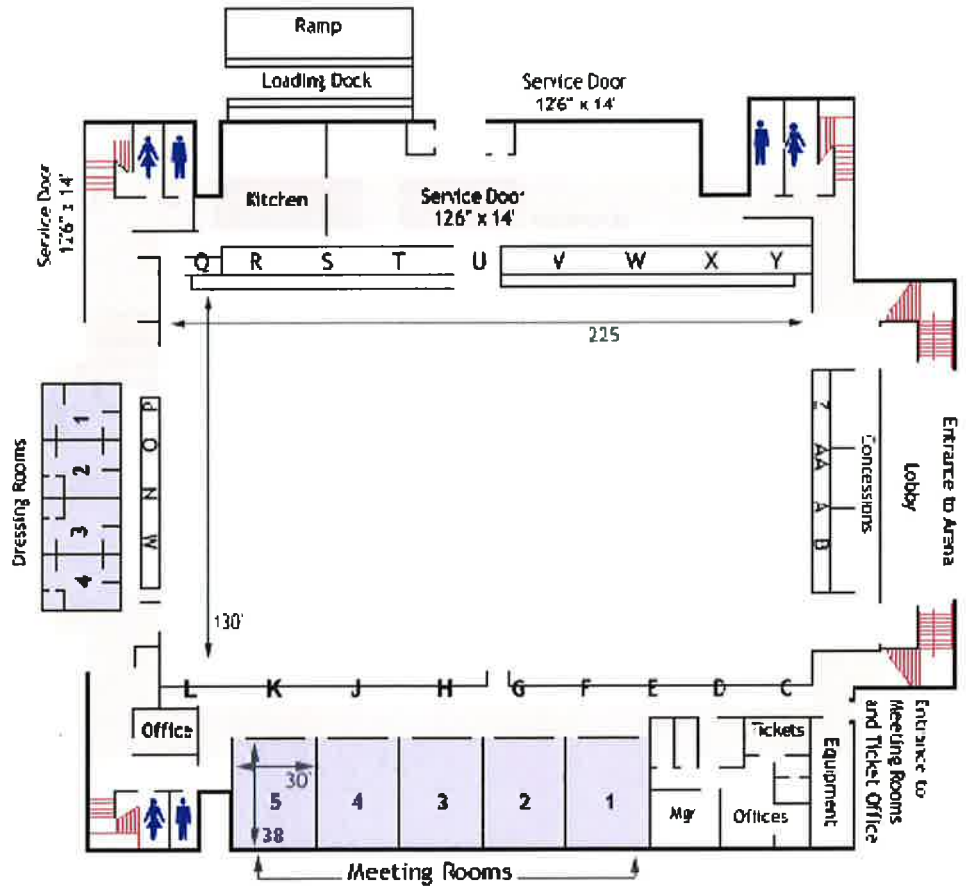 Ramp
Loading Dock
Service Door
12'6" x 14'
Service Door
12'6" x 14'
Kitchen
Service Door
12'6" x 14'
Q R S T U V W X Y
225
Dressing Rooms
1
2
3
4
P
O
N
M
130'
Z
AA
A
B
Concessions
Lobby
Entrance to Arena
L K J H G F E D C
Office
Tickets
Equipment
Entrance to
Meeting Rooms
and Ticket Office
30'
5 4 3 2 1
38
Mgr
Offices
Meeting Rooms